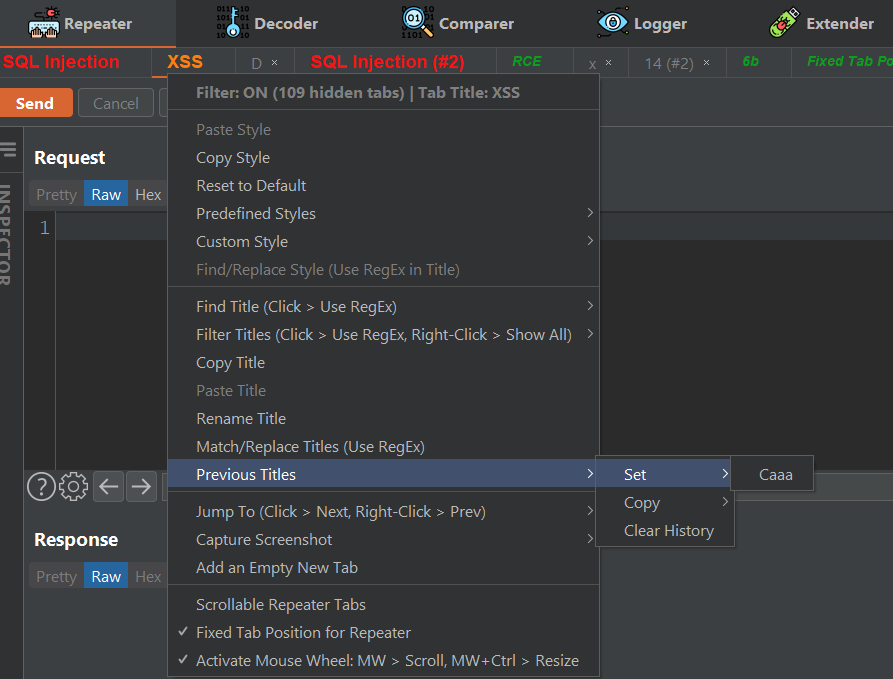 Repeater Decoder Comparer Logger Extender
SQL Injection XSS D × SQL Injection (#2) RCE x × 14 (#2) × 6b Fixed Tab Po
Send Cancel
Filter: ON (109 hidden tabs) | Tab Title: XSS
Paste Style
Copy Style
Reset to Default
Predefined Styles
Custom Style
Find/Replace Style (Use RegEx in Title)
Find Title (Click > Use RegEx)
Filter Titles (Click > Use RegEx, Right-Click > Show All)
Copy Title
Paste Title
Rename Title
Match/Replace Titles (Use RegEx)
Previous Titles
Jump To (Click > Next, Right-Click > Prev)
Capture Screenshot
Add an Empty New Tab
Scrollable Repeater Tabs
✓ Fixed Tab Position for Repeater
✓ Activate Mouse Wheel: MW > Scroll, MW+Ctrl > Resize
Set
Copy
Clear History
Caaa
INSPECTOR
Request
Pretty Raw Hex
1
?
Response
Pretty Raw Hex